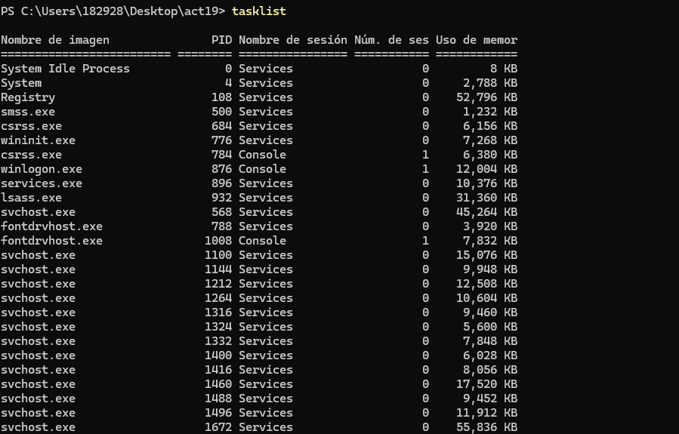 PS C:\Users\182928\Desktop\act19> tasklist
Nombre de imagen                         PID Nombre de sesión Núm. de ses Uso de memor
========================= ======== ================ =========== ============
System Idle Process              0 Services                   0         8 KB
System                           4 Services                   0     2,788 KB
Registry                       108 Services                   0    52,796 KB
smss.exe                       500 Services                   0     1,232 KB
csrss.exe                      684 Services                   0     6,156 KB
wininit.exe                    776 Services                   0     7,268 KB
csrss.exe                      784 Console                    1     6,380 KB
winlogon.exe                   876 Console                    1    12,004 KB
services.exe                   896 Services                   0    10,376 KB
lsass.exe                      932 Services                   0    31,360 KB
svchost.exe                    568 Services                   0    45,264 KB
fontdrvhost.exe                788 Services                   0     3,920 KB
fontdrvhost.exe               1008 Console                    1     7,832 KB
svchost.exe                   1100 Services                   0    15,076 KB
svchost.exe                   1144 Services                   0     9,948 KB
svchost.exe                   1212 Services                   0    12,508 KB
svchost.exe                   1264 Services                   0    10,604 KB
svchost.exe                   1316 Services                   0     9,460 KB
svchost.exe                   1324 Services                   0     5,600 KB
svchost.exe                   1332 Services                   0     7,848 KB
svchost.exe                   1400 Services                   0     6,028 KB
svchost.exe                   1416 Services                   0     8,056 KB
svchost.exe                   1460 Services                   0    17,520 KB
svchost.exe                   1488 Services                   0     9,452 KB
svchost.exe                   1496 Services                   0    11,912 KB
svchost.exe                   1672 Services                   0    55,836 KB